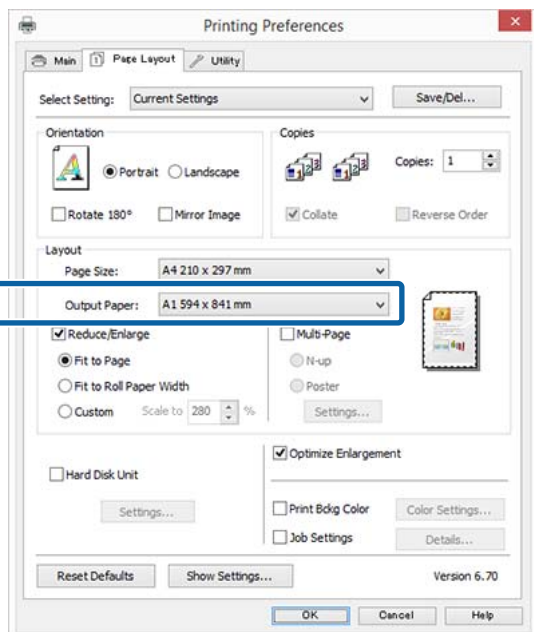 Printing Preferences
Main Page Layout Utility
Select Setting: Current Settings Save/Del...
Orientation
Portrait Landscape
Rotate 180° Mirror Image
Copies
Copies: 1
Collate Reverse Order
Layout
Page Size: A4 210 x 297 mm
Output Paper: A1 594 x 841 mm
Reduce/Enlarge
Fit to Page
Fit to Roll Paper Width
Custom Scale to 280 %
Multi-Page
N-up
Poster
Settings...
Optimize Enlargement
Hard Disk Unit
Settings...
Print Bckg Color Color Settings...
Job Settings Details...
Reset Defaults Show Settings... Version 6.70
OK Cancel Help